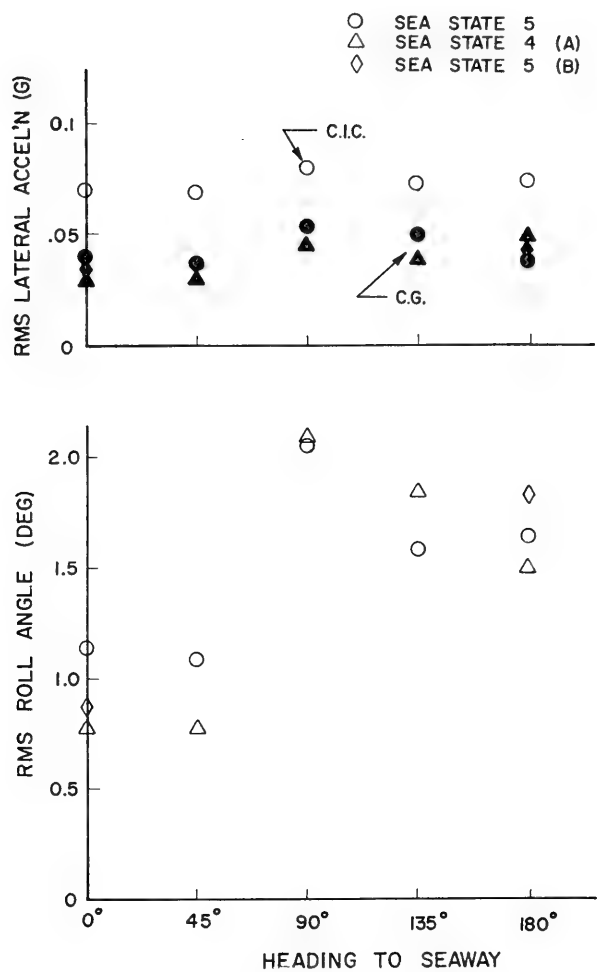 ○ SEA STATE 5
△ SEA STATE 4 (A)
◇ SEA STATE 5 (B)
RMS LATERAL ACCEL'N (G)
0.1
.05
0
C.I.C.
C.G.
RMS ROLL ANGLE (DEG)
2.0
1.5
1.0
0.5
0
0° 45° 90° 135° 180°
HEADING TO SEAWAY